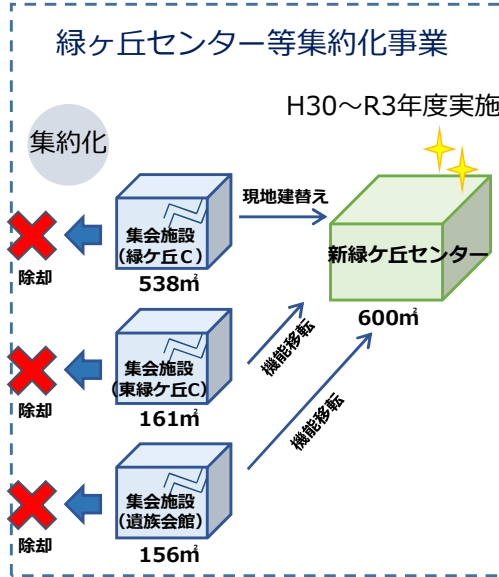 緑ヶ丘センター等集約化事業
H30～R3年度実施
集約化
現地建替え
集会施設
(緑ケ丘C)
538㎡
除却
新緑ケ丘センター
600㎡
機能移転
集会施設
(東緑ケ丘C)
161㎡
除却
機能移転
集会施設
(遺族会館)
156㎡
除却